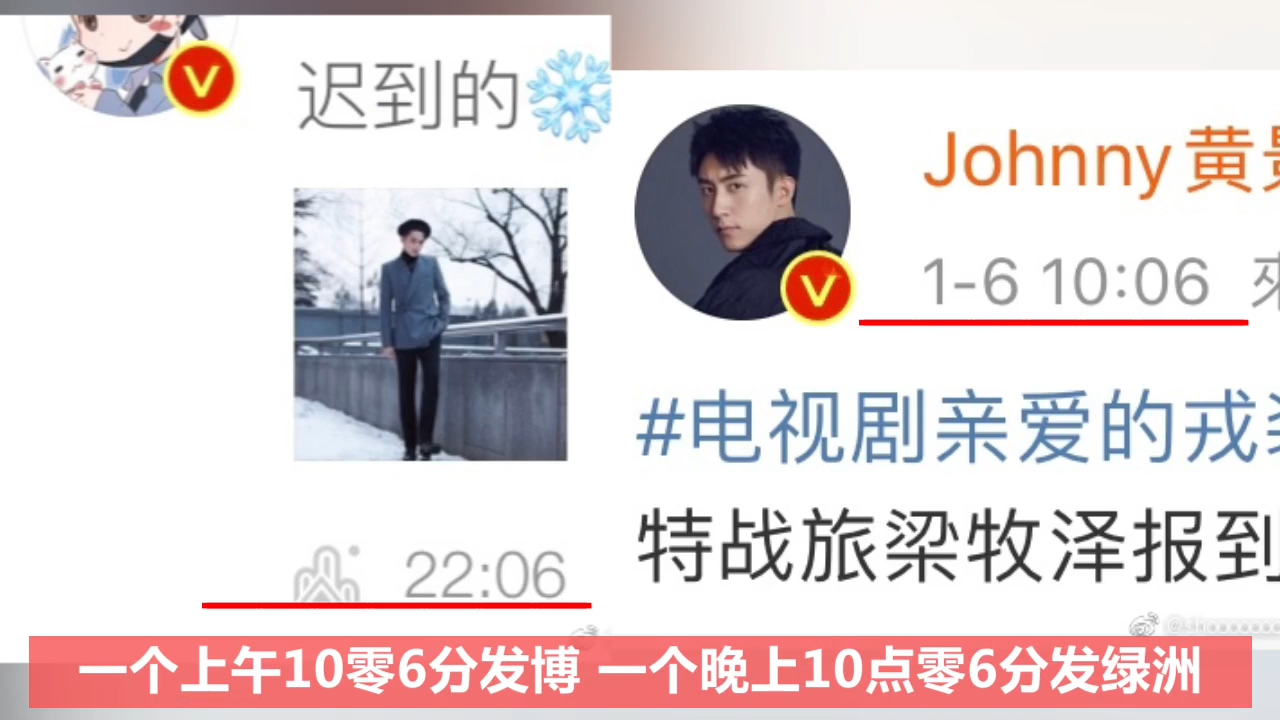 迟到的
22:06
Johnny黄
1-6 10:06
#电视剧亲爱的戎
特战旅梁牧泽报到
一个上午10零6分发博 一个晚上10点零6分发绿洲